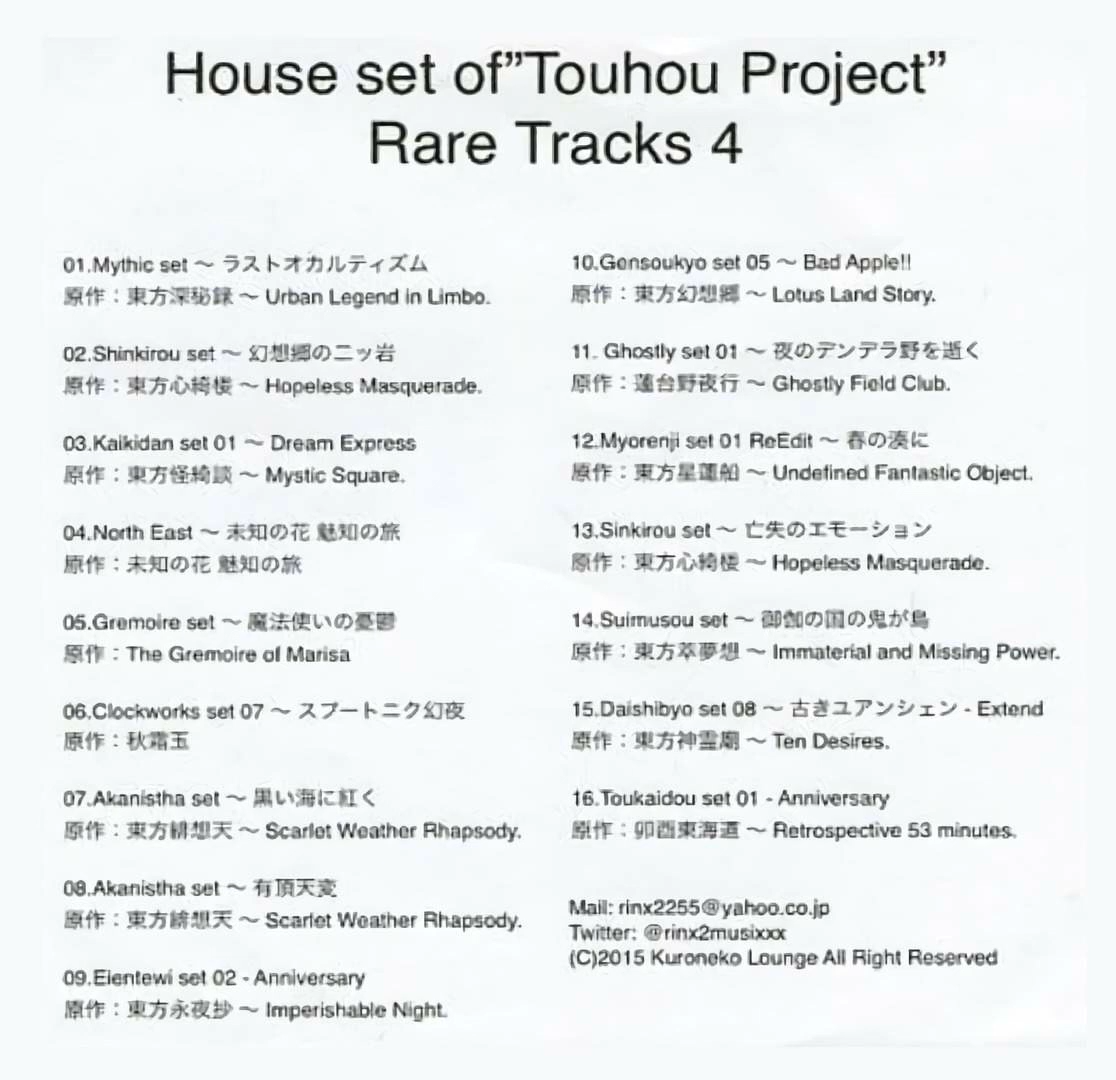 House set of”Touhou Project”
Rare Tracks 4
01.Mythic set ～ ラストオカルティズム
原作：東方深秘録 ～ Urban Legend in Limbo.
02.Shinkirou set ～ 幻想郷の二ッ岩
原作：東方心綺楼 ～ Hopeless Masquerade.
03.Kaikidan set 01 ～ Dream Express
原作：東方怪綺談 ～ Mystic Square.
04.North East ～ 未知の花 魅知の旅
原作：未知の花 魅知の旅
05.Gremoire set ～ 魔法使いの憂鬱
原作：The Gremoire of Marisa
06.Clockworks set 07 ～ スプートニク幻夜
原作：秋霜玉
07.Akanistha set ～ 黒い海に紅く
原作：東方緋想天 ～ Scarlet Weather Rhapsody.
08.Akanistha set ～ 有頂天変
原作：東方緋想天 ～ Scarlet Weather Rhapsody.
09.Eientewi set 02 - Anniversary
原作：東方永夜抄 ～ Imperishable Night.
10.Gensoukyo set 05 ～ Bad Apple!!
原作：東方幻想郷 ～ Lotus Land Story.
11. Ghostly set 01 ～ 夜のデンデラ野を逝く
原作：蓮台野夜行 ～ Ghostly Field Club.
12.Myorenji set 01 ReEdit ～ 春の湊に
原作：東方星蓮船 ～ Undefined Fantastic Object.
13.Sinkirou set ～ 亡失のエモーション
原作：東方心綺楼 ～ Hopeless Masquerade.
14.Suimusou set ～ 御伽の国の鬼が島
原作：東方萃夢想 ～ Immaterial and Missing Power.
15.Daishibyo set 08 ～ 古きユアンシェン - Extend
原作：東方神霊廟 ～ Ten Desires.
16.Toukaidou set 01 - Anniversary
原作：卯酉東海道 ～ Retrospective 53 minutes.
Mail: rinx2255@yahoo.co.jp
Twitter: @rinx2musixxx
(C)2015 Kuroneko Lounge All Right Reserved